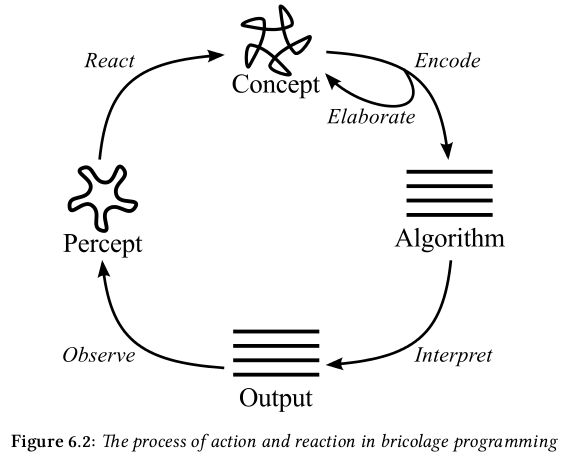 React
Concept
Encode
Elaborate
Percept
Algorithm
Observe
Interpret
Output
Figure 6.2: The process of action and reaction in bricolage programming